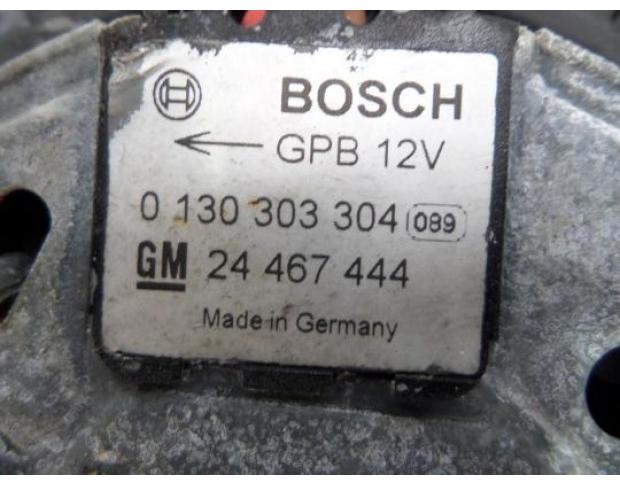 BOSCH
← GPB 12V
0 130 303 304 089
GM 24 467 444
Made in Germany